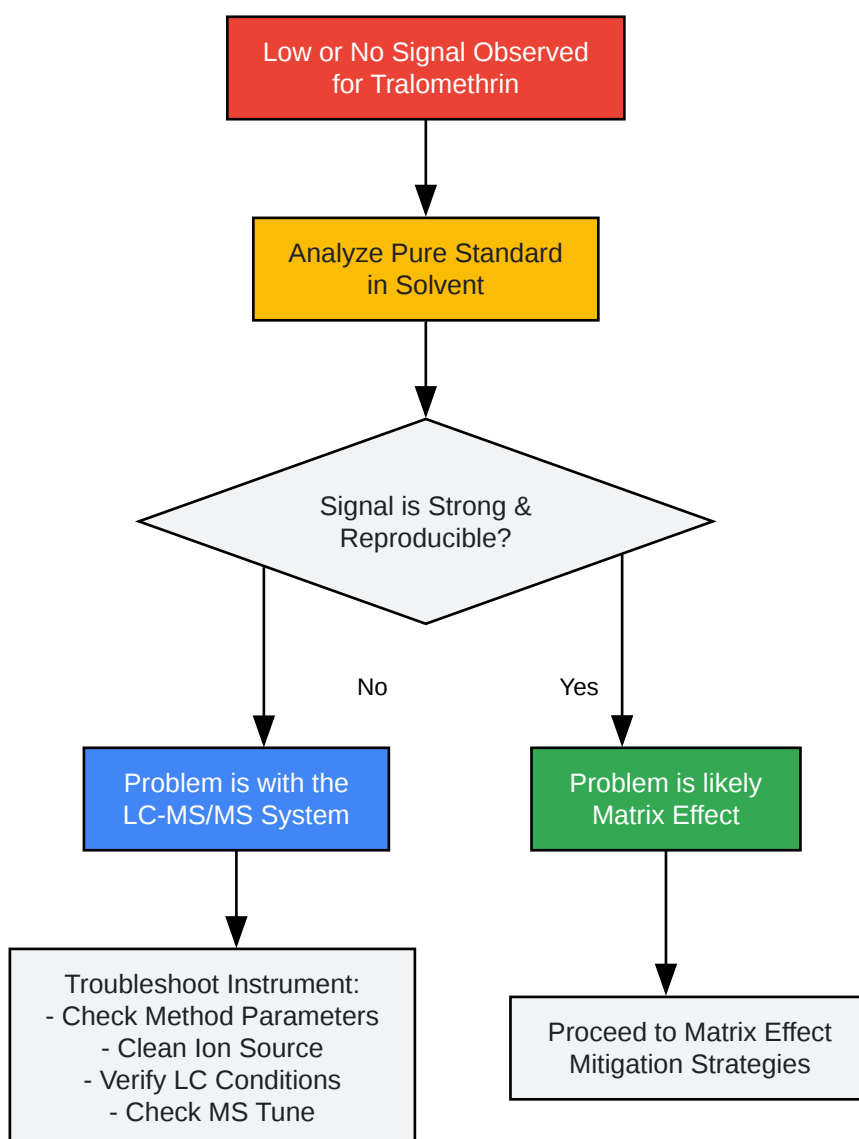 Low or No Signal Observed
for Tralomethrin
Analyze Pure Standard
in Solvent
Signal is Strong &
Reproducible?
No
Yes
Problem is with the
LC-MS/MS System
Problem is likely
Matrix Effect
Troubleshoot Instrument:
- Check Method Parameters
- Clean Ion Source
- Verify LC Conditions
- Check MS Tune
Proceed to Matrix Effect
Mitigation Strategies